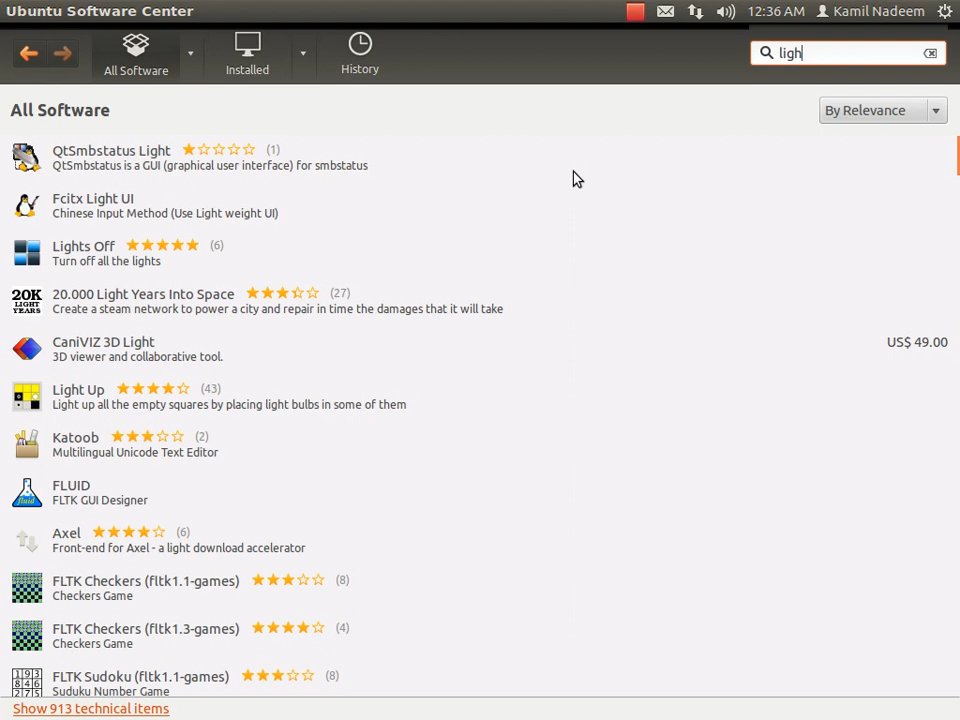 Ubuntu Software Center
12:36 AM Kamil Nadeem
All Software
Installed
History
ligh
All Software
By Relevance
QtSmbstatus Light (1)
QtSmbstatus is a GUI (graphical user interface) for smbstatus
Fcitx Light UI
Chinese Input Method (Use Light weight UI)
Lights Off (6)
Turn off all the lights
20K LIGHT YEARS
20.000 Light Years Into Space (27)
Create a steam network to power a city and repair in time the damages that it will take
CaniVIZ 3D Light
US$ 49.00
3D viewer and collaborative tool.
Light Up (43)
Light up all the empty squares by placing light bulbs in some of them
Katoob (2)
Multilingual Unicode Text Editor
fluid
FLUID
FLTK GUI Designer
Axel (6)
Front-end for Axel - a light download accelerator
FLTK Checkers (fltk1.1-games) (8)
Checkers Game
FLTK Checkers (fltk1.3-games) (4)
Checkers Game
193
846
275
FLTK Sudoku (fltk1.1-games) (8)
Suduku Number Game
Show 913 technical items